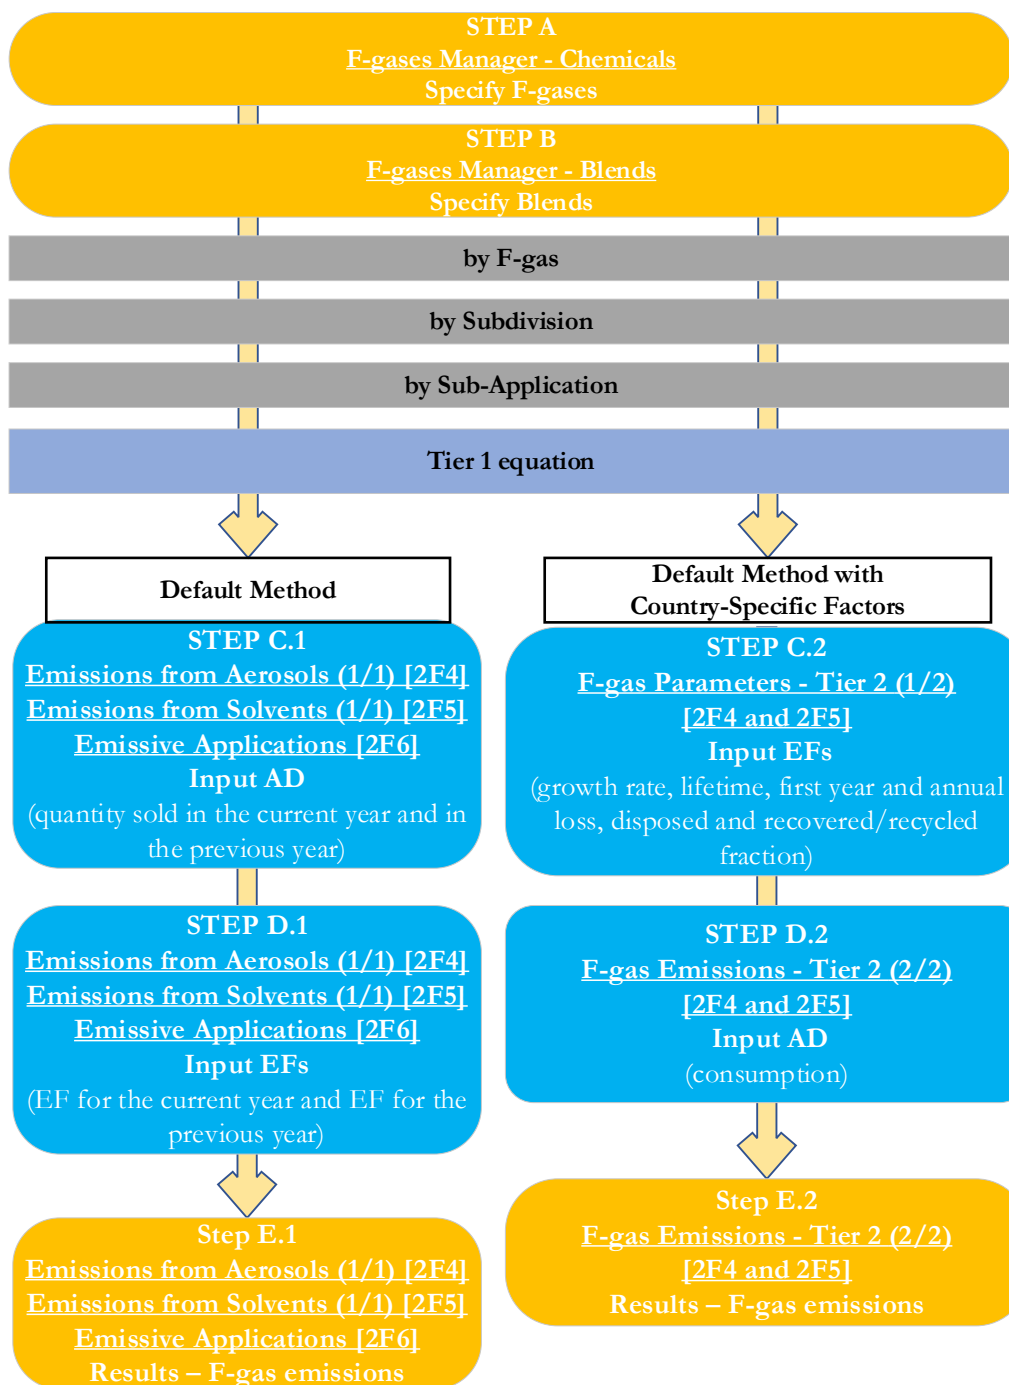 STEP A
F-gases Manager - Chemicals
Specify F-gases
STEP B
F-gases Manager - Blends
Specify Blends
by F-gas
by Subdivision
by Sub-Application
Tier 1 equation
Default Method
STEP C.1
Emissions from Aerosols (1/1) [2F4]
Emissions from Solvents (1/1) [2F5]
Emissive Applications [2F6]
Input AD
(quantity sold in the current year and in
the previous year)
STEP D.1
Emissions from Aerosols (1/1) [2F4]
Emissions from Solvents (1/1) [2F5]
Emissive Applications [2F6]
Input EFs
(EF for the current year and EF for the
previous year)
Step E.1
Emissions from Aerosols (1/1) [2F4]
Emissions from Solvents (1/1) [2F5]
Emissive Applications [2F6]
Results – F-gas emissions
Default Method with
Country-Specific Factors
STEP C.2
F-gas Parameters - Tier 2 (1/2)
[2F4 and 2F5]
Input EFs
(growth rate, lifetime, first year and annual
loss, disposed and recovered/recycled
fraction)
STEP D.2
F-gas Emissions - Tier 2 (2/2)
[2F4 and 2F5]
Input AD
(consumption)
Step E.2
F-gas Emissions - Tier 2 (2/2)
[2F4 and 2F5]
Results – F-gas emissions